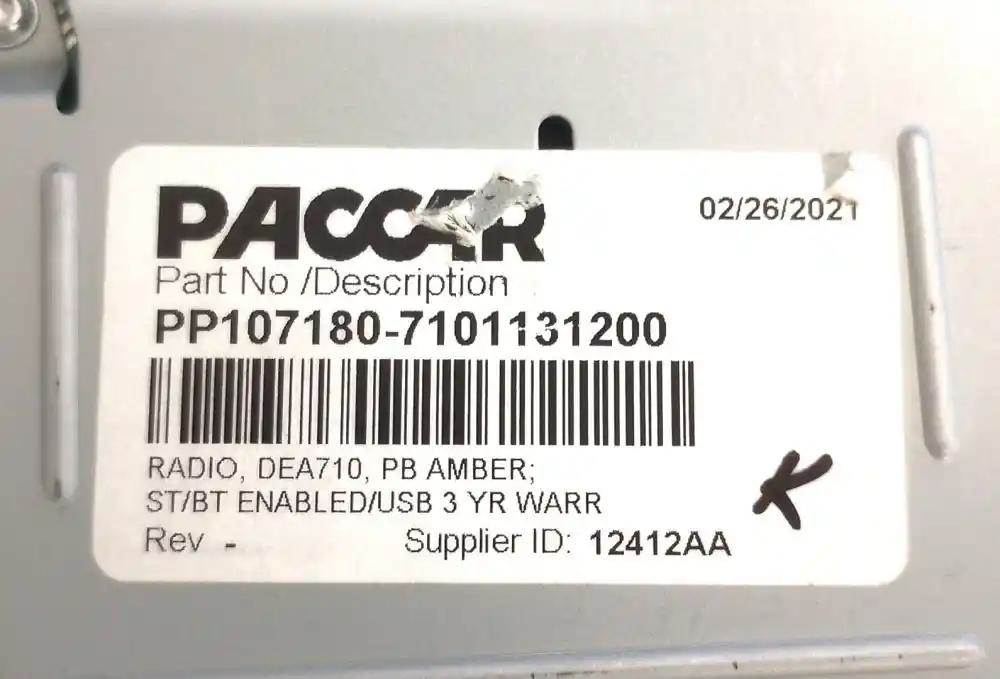 PACCAR
02/26/2021
Part No /Description
PP107180-7101131200
RADIO, DEA710, PB AMBER;
ST/BT ENABLED/USB 3 YR WARR
K
Rev -
Supplier ID: 12412AA